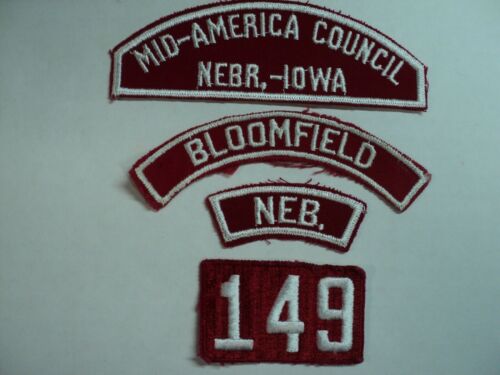 MID-AMERICA COUNCIL
NEBR,-IOWA
BLOOMFIELD
NEB.
149